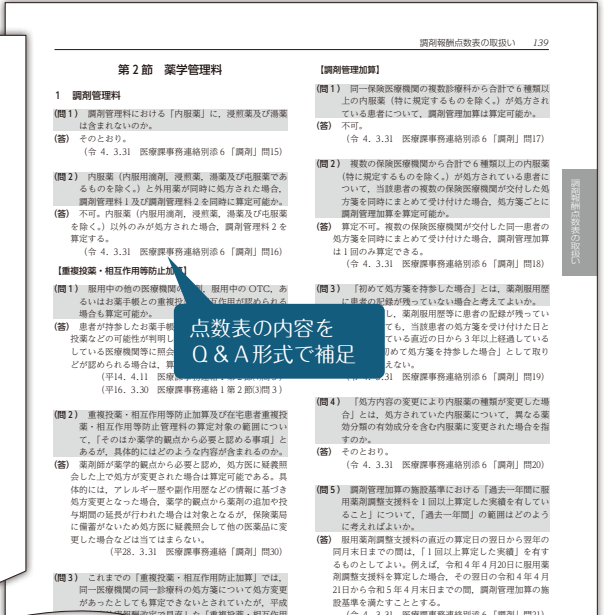 調剤報酬点数表の取扱い 139
第2節 薬学管理料
1 調剤管理料
(問1) 調剤管理料における「内服薬」に，浸煎薬及び湯薬
は含まれないのか。
(答) そのとおり。
（令 4．3.31 医療課事務連絡別添6「調剤」問15）
(問2) 内服薬（内服用滴剤，浸煎薬，湯薬及び屯服薬であ
るものを除く。）と外用薬が同時に処方された場合，
調剤管理料1及び調剤管理料2を同時に算定可能か。
(答) 不可。内服薬（内服用滴剤，浸煎薬，湯薬及び屯服薬
を除く。）以外のみが処方された場合，調剤管理料2を
算定する。
（令 4．3.31 医療課事務連絡別添6「調剤」問16）
【重複投薬・相互作用等防止加算】
(問1) 服用中の他の医療機関の 剤，服用中のOTC，あ
るいはお薬手帳との重複投 互作用が認められる
場合も算定可能か。
(答) 患者が持参したお薬手帳
投薬などの可能性が判明し
している医療機関等に照会
どが認められる場合は，算
（平14．4.11 医療
（平16．3.30 医療課事務連絡1第2節(問3)
(問2) 重複投薬・相互作用等防止加算及び在宅患者重複投
薬・相互作用等防止管理料の算定対象の範囲につい
て，「そのほか薬学的観点から必要と認める事項」と
あるが，具体的にはどのような内容が含まれるのか。
(答) 薬剤師が薬学的観点から必要と認め，処方医に疑義照
会した上で処方が変更された場合は算定可能である。具
体的には，アレルギー歴や副作用歴などの情報に基づき
処方変更となった場合，薬学的観点から薬剤の追加や投
与期間の延長が行われた場合は対象となるが，保険薬局
に備蓄がないため処方医に疑義照会して他の医薬品に変
更した場合などは当てはまらない。
（平28．3.31 医療課事務連絡「調剤」問30）
(問3) これまでの「重複投薬・相互作用防止加算」では，
同一医療機関の同一診療科の処方箋について処方変更
があったとしても算定できないとされていたが，平成
【調剤管理加算】
(問1) 同一保険医療機関の複数診療科から合計で6種類以
上の内服薬（特に規定するものを除く。）が処方され
ている患者について，調剤管理加算は算定可能か。
(答) 不可。
（令 4．3.31 医療課事務連絡別添6「調剤」問17）
(問2) 複数の保険医療機関から合計で6種類以上の内服薬
（特に規定するものを除く。）が処方されている患者に
ついて，当該患者の複数の保険医療機関が交付した処
方箋を同時にまとめて受け付けた場合，処方箋ごとに
調剤管理加算を算定可能か。
(答) 算定不可。複数の保険医療機関が交付した同一患者の
処方箋を同時にまとめて受け付けた場合，調剤管理加算
は1回のみ算定できる。
（令 4．3.31 医療課事務連絡別添6「調剤」問18）
(問3) 「初めて処方箋を持参した場合」とは，薬剤服用歴
に患者の記録が残っていない場合と考えてよいか。
し，薬剤服用歴等に患者の記録が残ってい
ても，当該患者の処方箋を受け付けた日と
ている直近の日から3年以上経過している
初めて処方箋を持参した場合」として取り
えない。
3.31 医療課事務連絡別添6「調剤」問19）
(問4) 「処方内容の変更により内服薬の種類が変更した場
合」とは，処方されていた内服薬について，異なる薬
効分類の有効成分を含む内服薬に変更された場合を指
すのか。
(答) そのとおり。
（令 4．3.31 医療課事務連絡別添6「調剤」問20）
(問5) 調剤管理加算の施設基準における「過去一年間に服
用薬剤調整支援料を1回以上算定した実績を有してい
ること」について，「過去一年間」の範囲はどのよう
に考えればよいか。
(答) 服用薬剤調整支援料の直近の算定日の翌日から翌年の
同月末日までの間は，「1回以上算定した実績」を有す
るものとしてよい。例えば，令和4年4月20日に服用薬
剤調整支援料を算定した場合，その翌日の令和4年4月
21日から令和5年4月末日までの間，調剤管理加算の施
設基準を満たすこととする。
（令 4．3.31 医療課事務連絡別添6「調剤」問21）
調剤報酬点数表の取扱い
点数表の内容を
Q＆A形式で補足